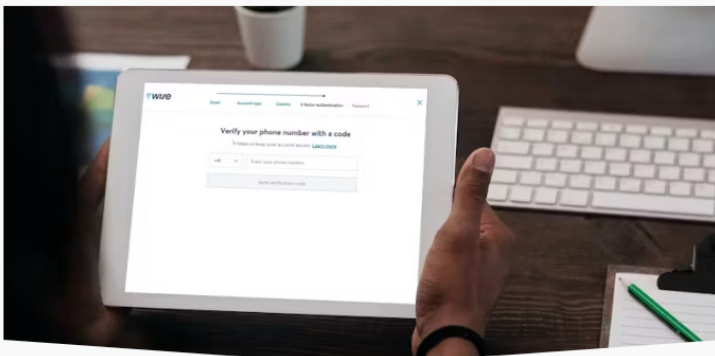 wise
Email Account type Country 2-factor authentication Password
Verify your phone number with a code
It helps us keep your account secure. Learn more
Enter your phone number
Send verification code